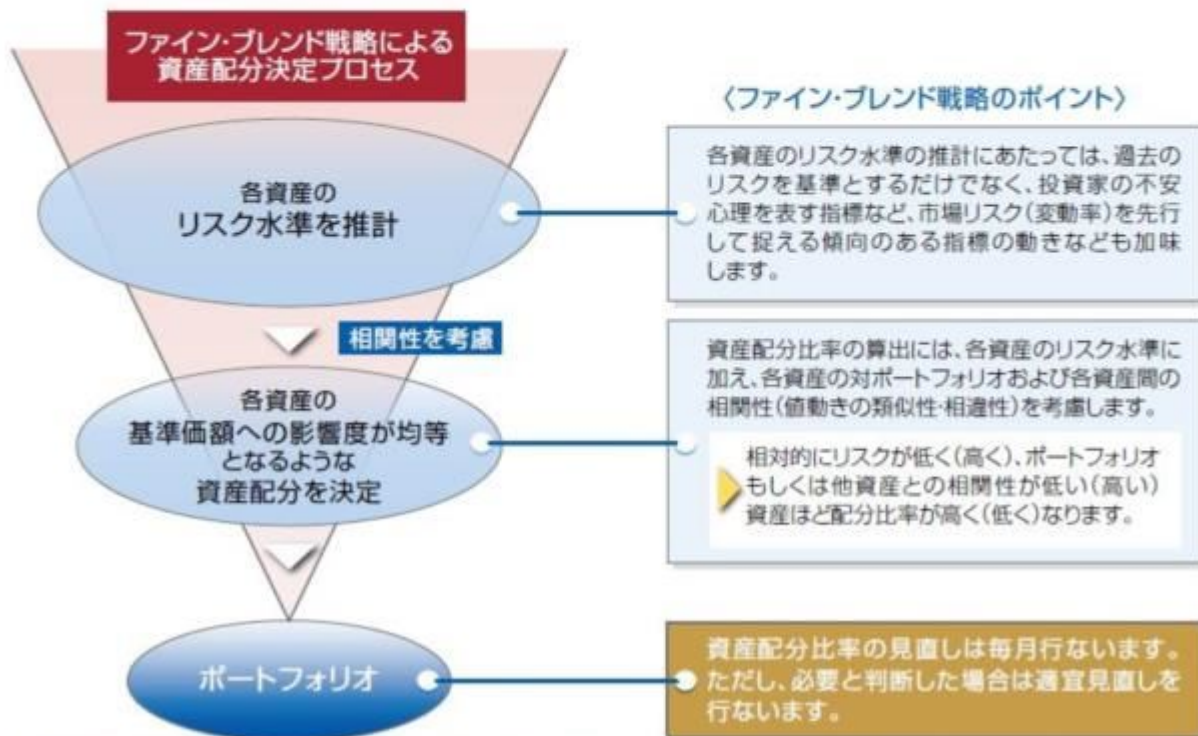 ファイン・ブレンド戦略による
資産配分決定プロセス
各資産の
リスク水準を推計
相関性を考慮
各資産の
基準価額への影響度が均等
となるような
資産配分を決定
ポートフォリオ
〈ファイン・ブレンド戦略のポイント〉
各資産のリスク水準の推計にあたっては、過去の
リスクを基準とするだけでなく、投資家の不安
心理を表す指標など、市場リスク(変動率)を先行
して捉える傾向のある指標の動きなども加味
します。
資産配分比率の算出には、各資産のリスク水準に
加え、各資産の対ポートフォリオおよび各資産間の
相関性(値動きの類似性・相違性)を考慮します。
相対的にリスクが低く(高く)、ポートフォリオ
もしくは他資産との相関性が低い(高い)
資産ほど配分比率が高く(低く)なります。
資産配分比率の見直しは毎月行ないます。
ただし、必要と判断した場合は適宜見直しを
行ないます。